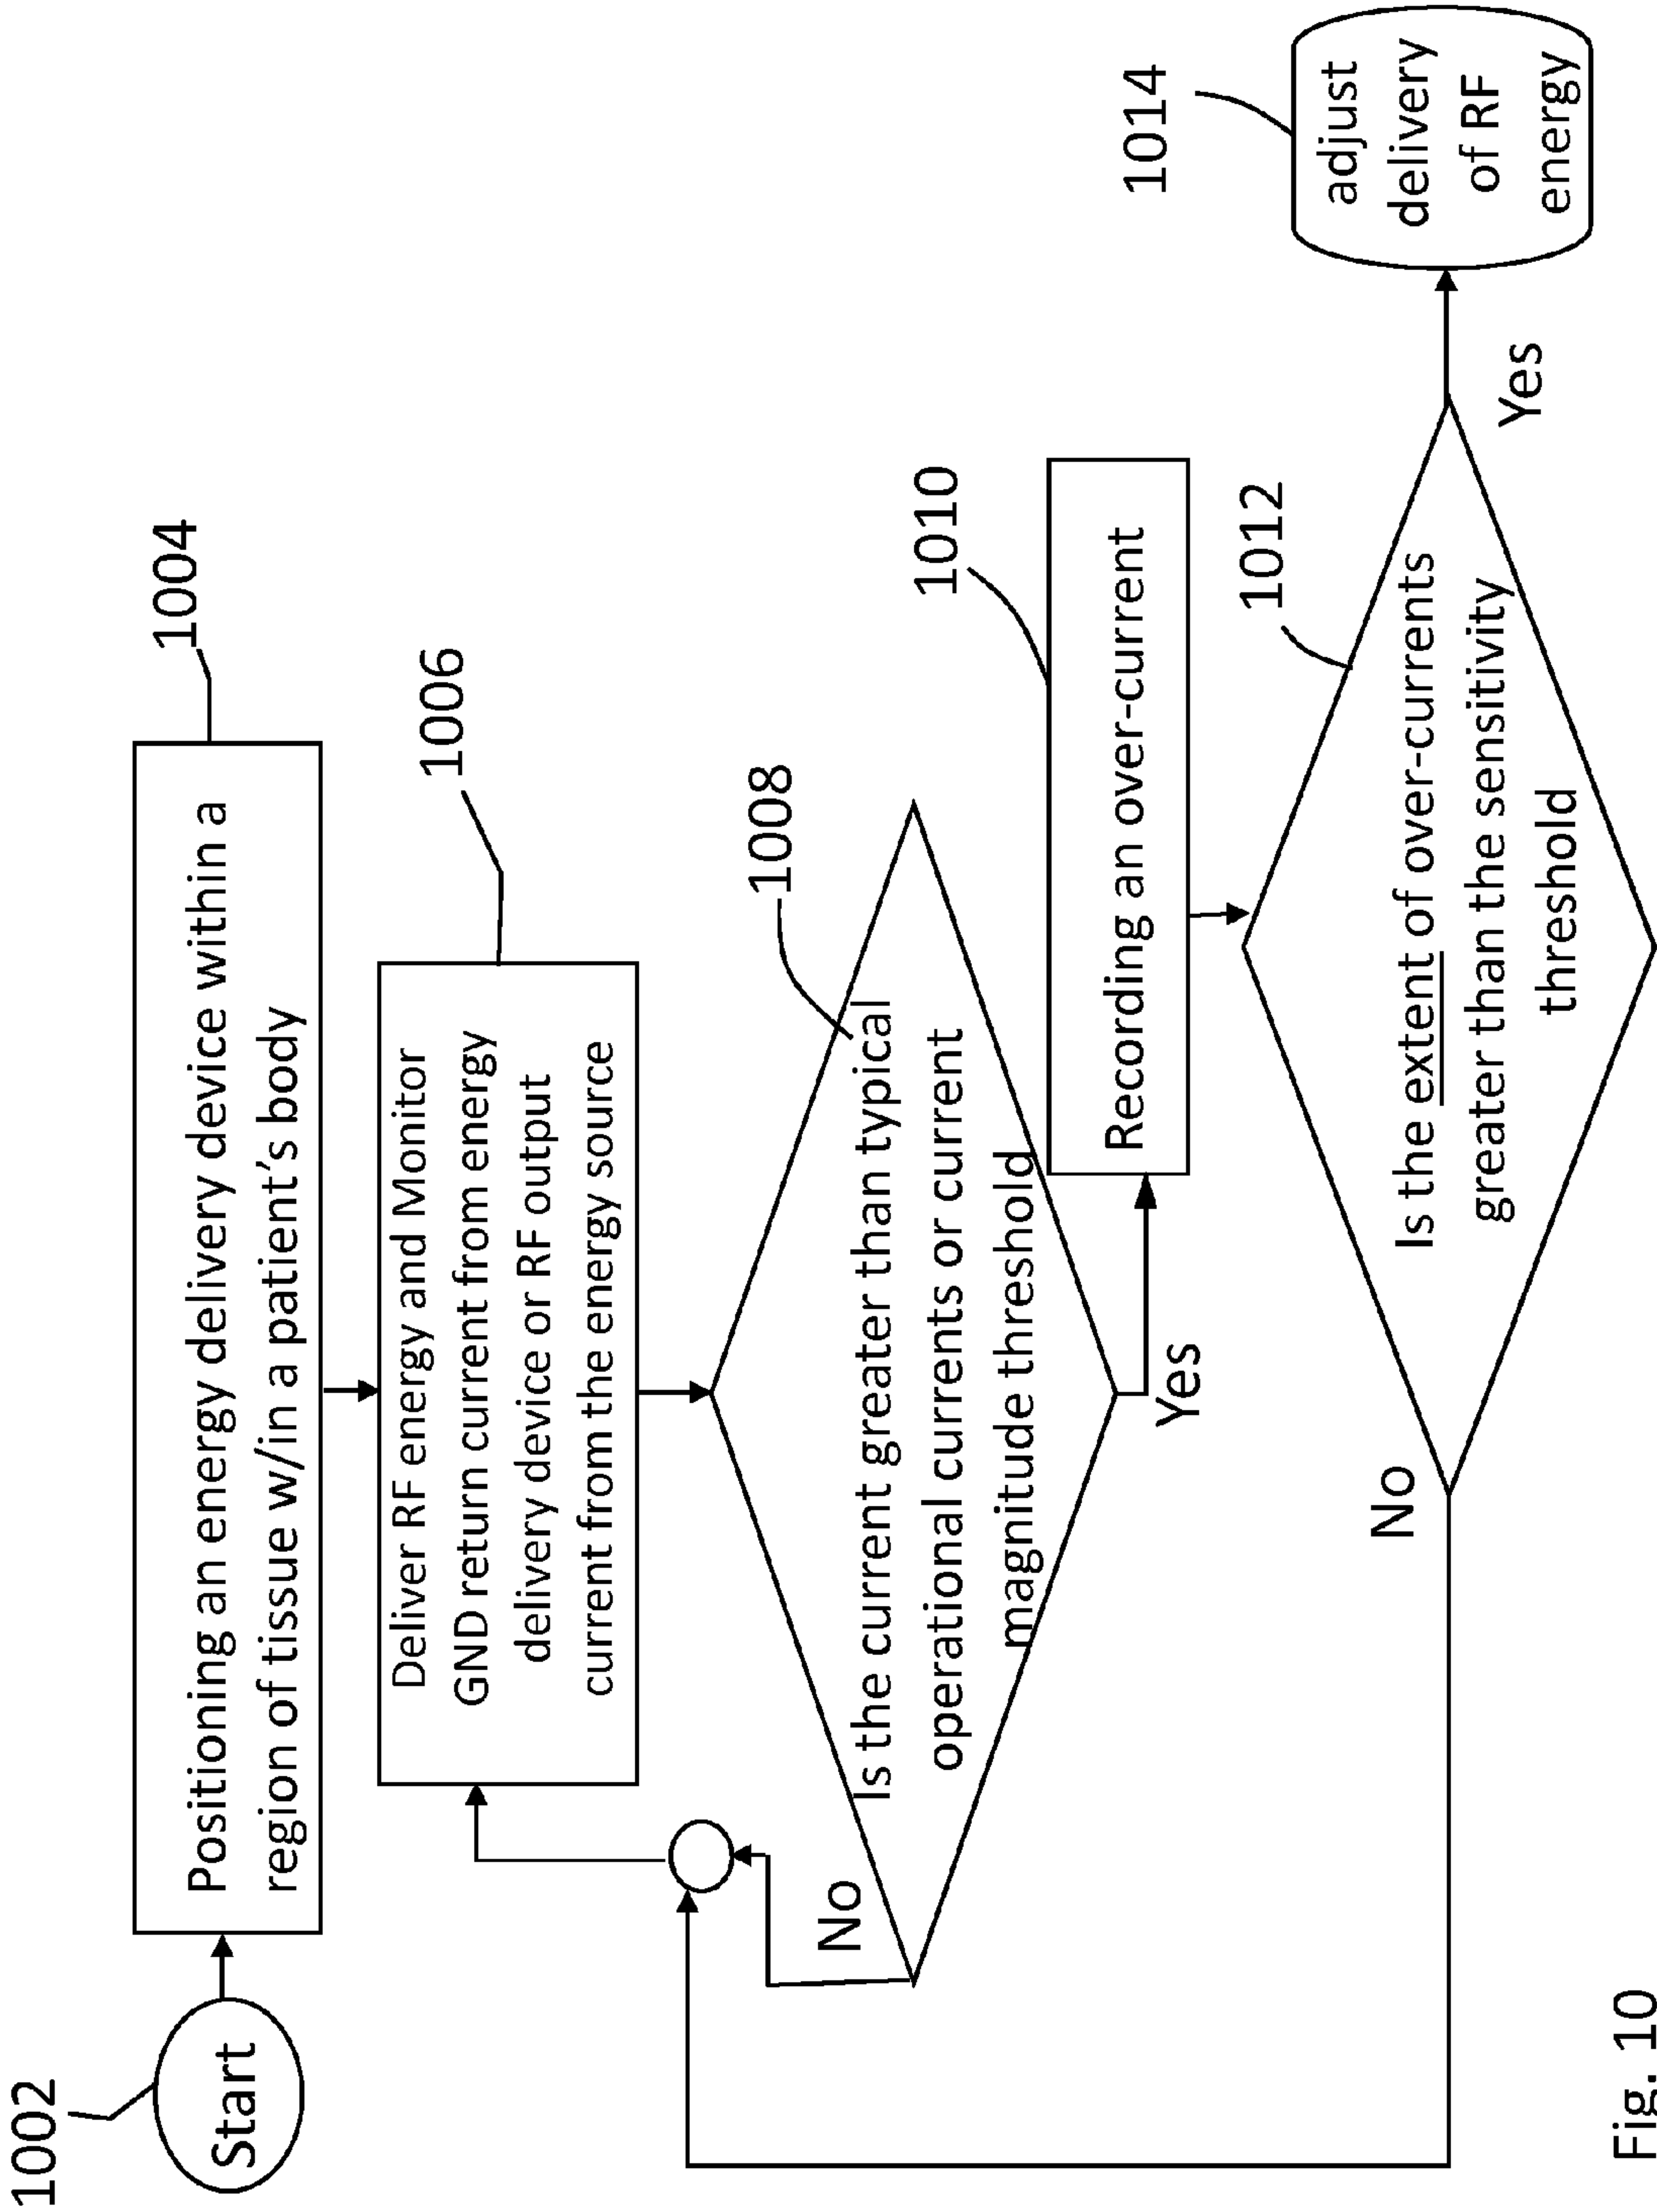 1002
Start
1004
Positioning an energy delivery device within a
region of tissue w/in a patient's body
1006
Deliver RF energy and Monitor
GND return current from energy
delivery device or RF output
current from the energy source
1008
Is the current greater than typical
operational currents or current
magnitude threshold
No
Yes
1010
Recording an over-current
1012
Is the extent of over-currents
greater than the sensitivity
threshold
No
Yes
1014
adjust
delivery
of RF
energy
Fig. 10